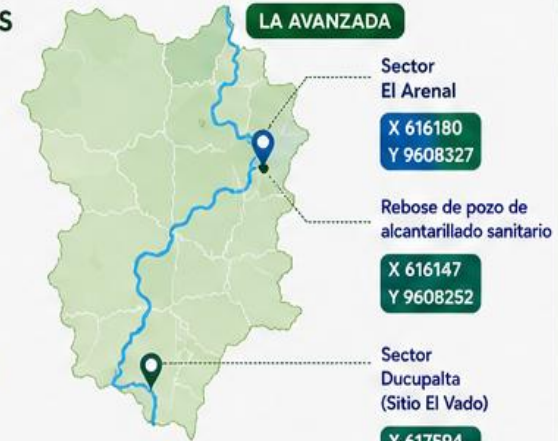 S
LA AVANZADA
Sector
El Arenal
X 616180
Y 9608327
Rebose de pozo de
alcantarillado sanitario
X 616147
Y 9608252
Sector
Ducupalta
(Sitio El Vado)
X 617594